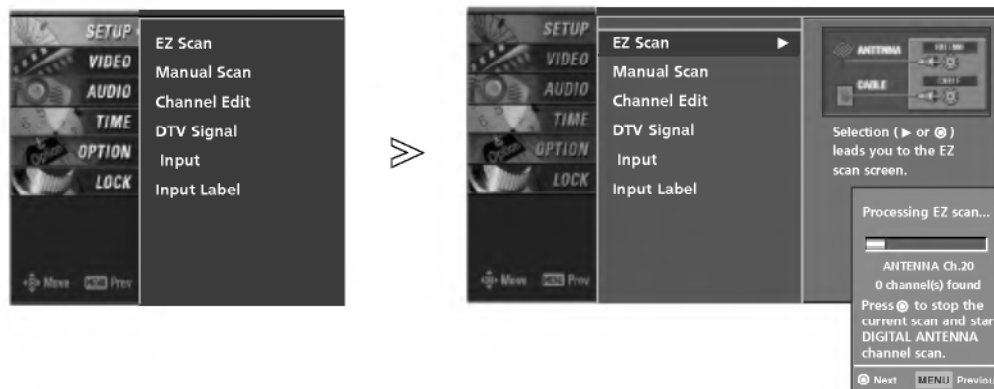 SETUP
VIDEO
AUDIO
TIME
OPTION
LOCK
Move MENU Prev
EZ Scan
Manual Scan
Channel Edit
DTV Signal
Input
Input Label
SETUP
VIDEO
AUDIO
TIME
OPTION
LOCK
Move MENU Prev
EZ Scan ▶
Manual Scan
Channel Edit
DTV Signal
Input
Input Label
ANTENNA
CABLE
Selection ( ▶ or ◉ )
leads you to the EZ
scan screen.
Processing EZ scan...
ANTENNA Ch.20
0 channel(s) found
Press ◉ to stop the
current scan and star
DIGITAL ANTENNA
channel scan.
◉ Next MENU Previou